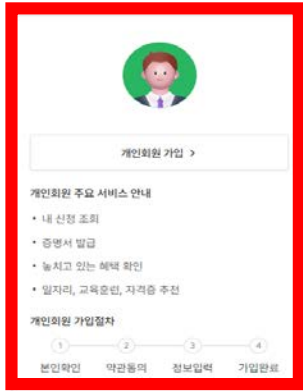 개인회원 가입 >
개인회원 주요 서비스 안내
• 내 신청 조회
• 증명서 발급
• 놓치고 있는 혜택 확인
• 일자리, 교육훈련, 자격증 추천
개인회원 가입절차
1 2 3 4
본인확인 약관동의 정보입력 가입완료